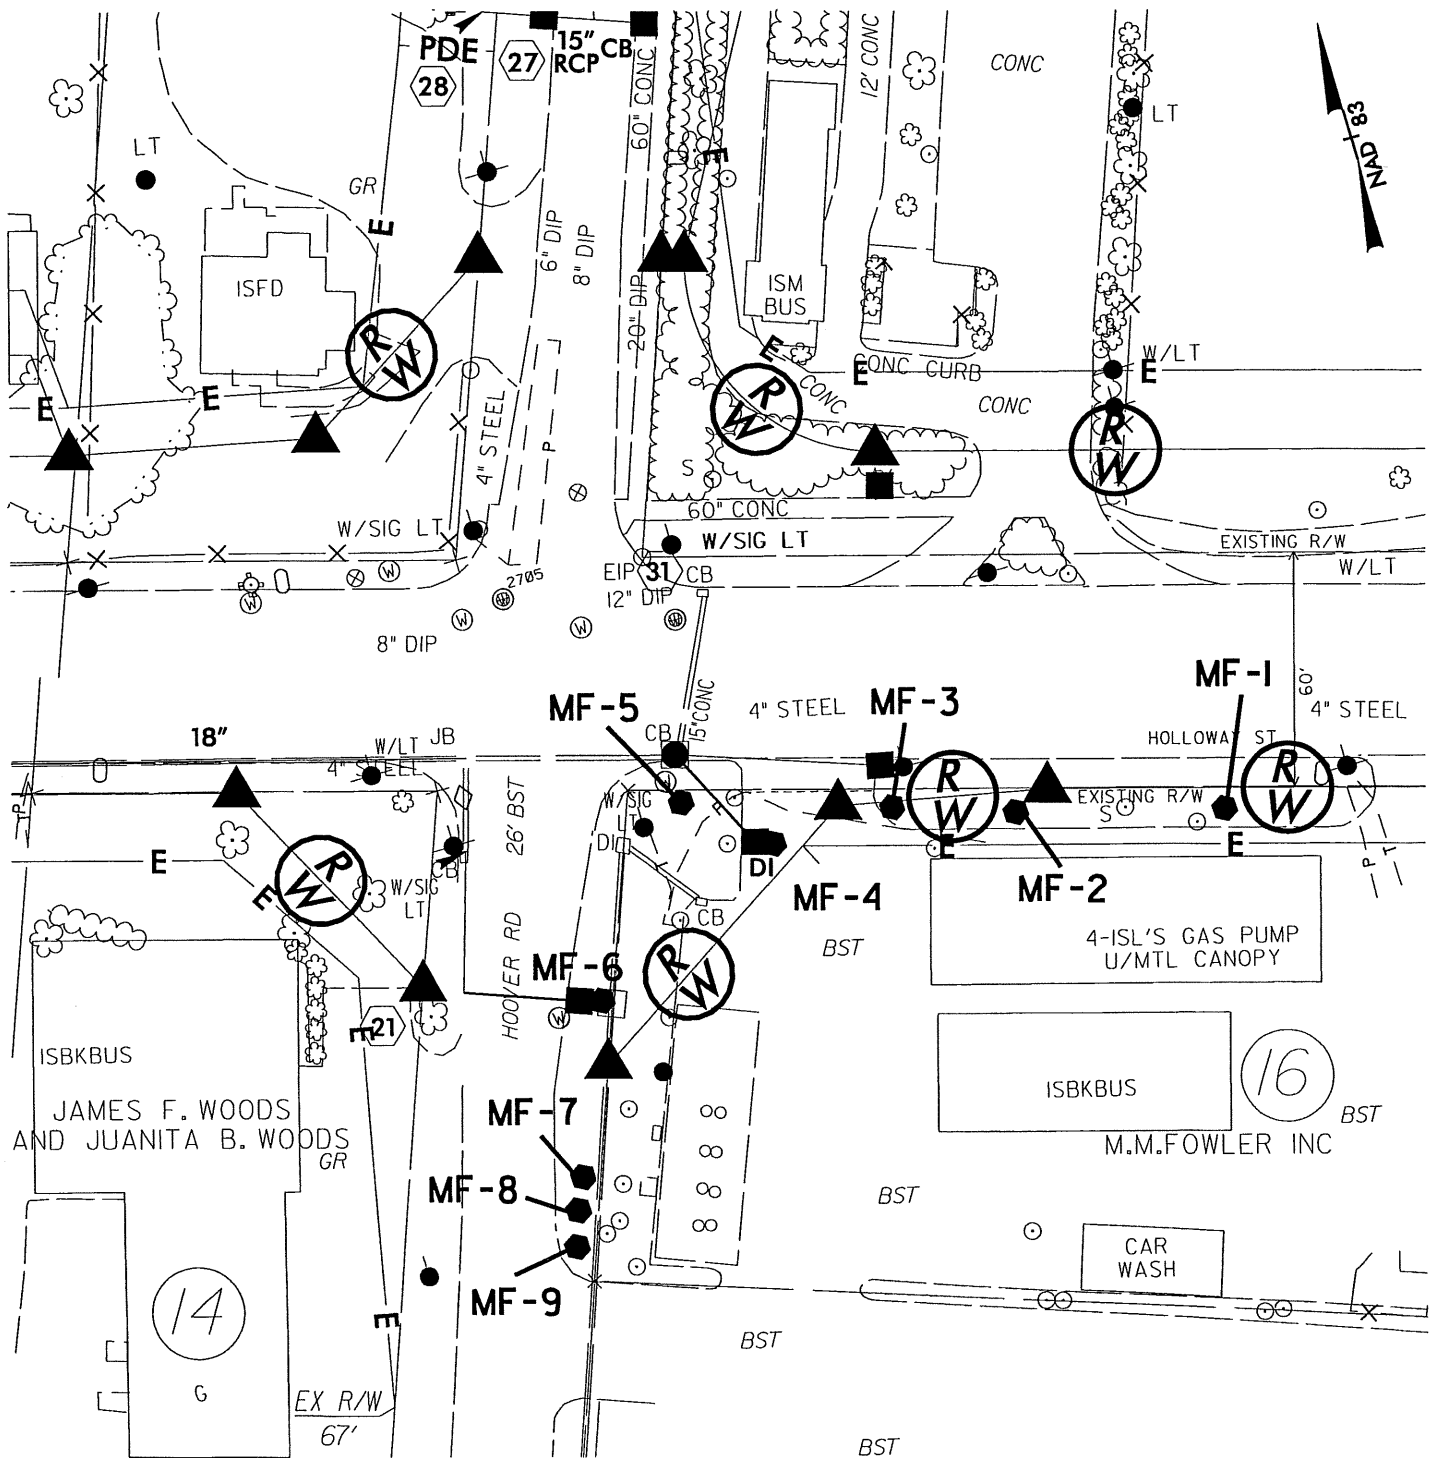 PDE
28
27
15" CB
RCP
60" CONC
12' CONC
CONC
LT
LT
NAD 83
GR
E
E
6" DIP
8" DIP
20" DIP
ISFD
ISM
BUS
R
W
E
E
E
R
W
CONC
E
CONC CURB
CONC
W/LT
E
R
W
4" STEEL
P
S
60" CONC
W/SIG LT
W/SIG LT
EXISTING R/W
W/LT
EIP
31
CB
12" DIP
2705
W
W
W
W
8" DIP
15" CONC
MF-5
4" STEEL
MF-3
MF-1
60'
4" STEEL
18"
W/LT
JB
4" STEEL
CB
HOLLOWAY ST
R
W
R
W
EXISTING R/W
S
TP
26' BST
W
W/SIG
LT
P
DI
DI
E
E
E
E
R
W
CB
W/SIG
LT
MF-4
MF-2
P
T
CB
HOOVER RD
BST
4-ISL'S GAS PUMP
U/MTL CANOPY
MF-6
R
W
W
E
21
ISBKBUS
ISBKBUS
16
BST
JAMES F. WOODS
AND JUANITA B. WOODS
GR
MF-7
M.M.FOWLER INC
MF-8
BST
CAR
WASH
MF-9
14
E
BST
G
EX R/W
67'
BST